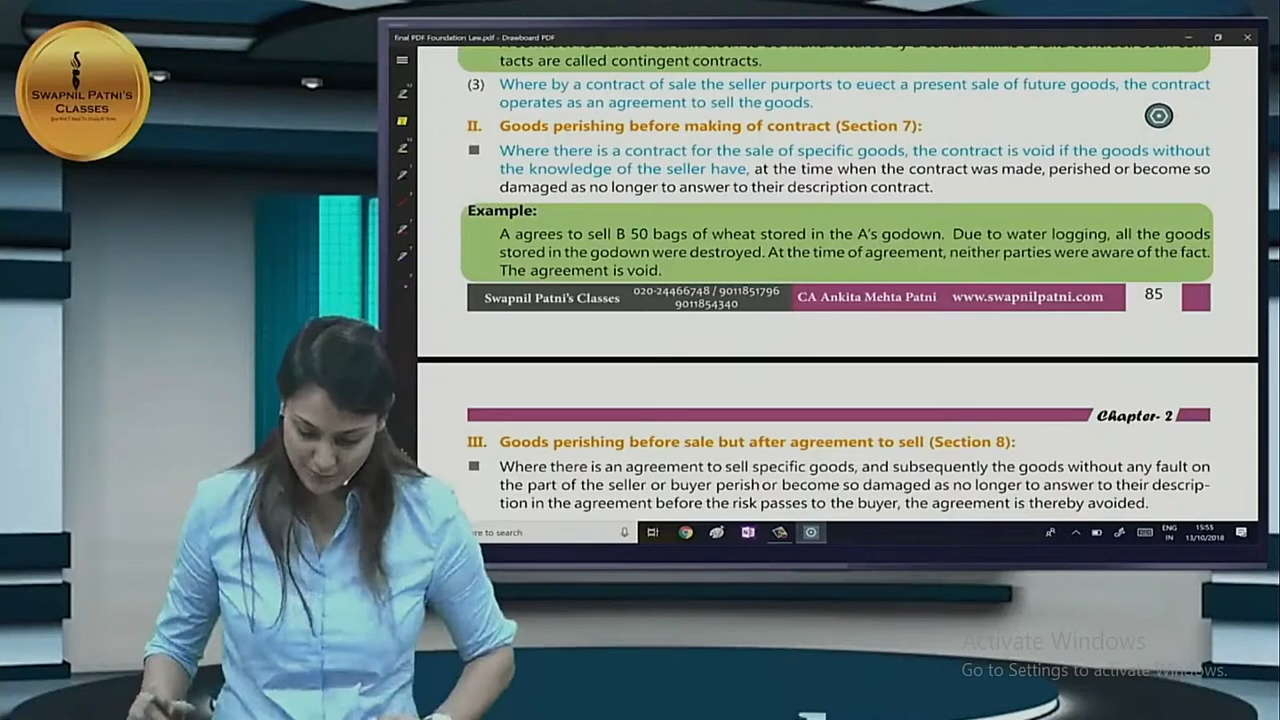 SWAPNIL PATNI'S
CLASSES
final PDF Foundation Law.pdf - Drawboard PDF
tacts are called contingent contracts.
(3) Where by a contract of sale the seller purports to euect a present sale of future goods, the contract
operates as an agreement to sell the goods.
II. Goods perishing before making of contract (Section 7):
Where there is a contract for the sale of specific goods, the contract is void if the goods without
the knowledge of the seller have, at the time when the contract was made, perished or become so
damaged as no longer to answer to their description contract.
Example:
A agrees to sell B 50 bags of wheat stored in the A's godown. Due to water logging, all the goods
stored in the godown were destroyed. At the time of agreement, neither parties were aware of the fact.
The agreement is void.
Swapnil Patni's Classes 020-24466748 / 9011851796
9011854340
CA Ankita Mehta Patni www.swapnilpatni.com 85
Chapter- 2
III. Goods perishing before sale but after agreement to sell (Section 8):
Where there is an agreement to sell specific goods, and subsequently the goods without any fault on
the part of the seller or buyer perish or become so damaged as no longer to answer to their descrip-
tion in the agreement before the risk passes to the buyer, the agreement is thereby avoided.
re to search
ENG
IN
15:55
13/10/2018
Activate Windows
Go to Settings to activate Windows.